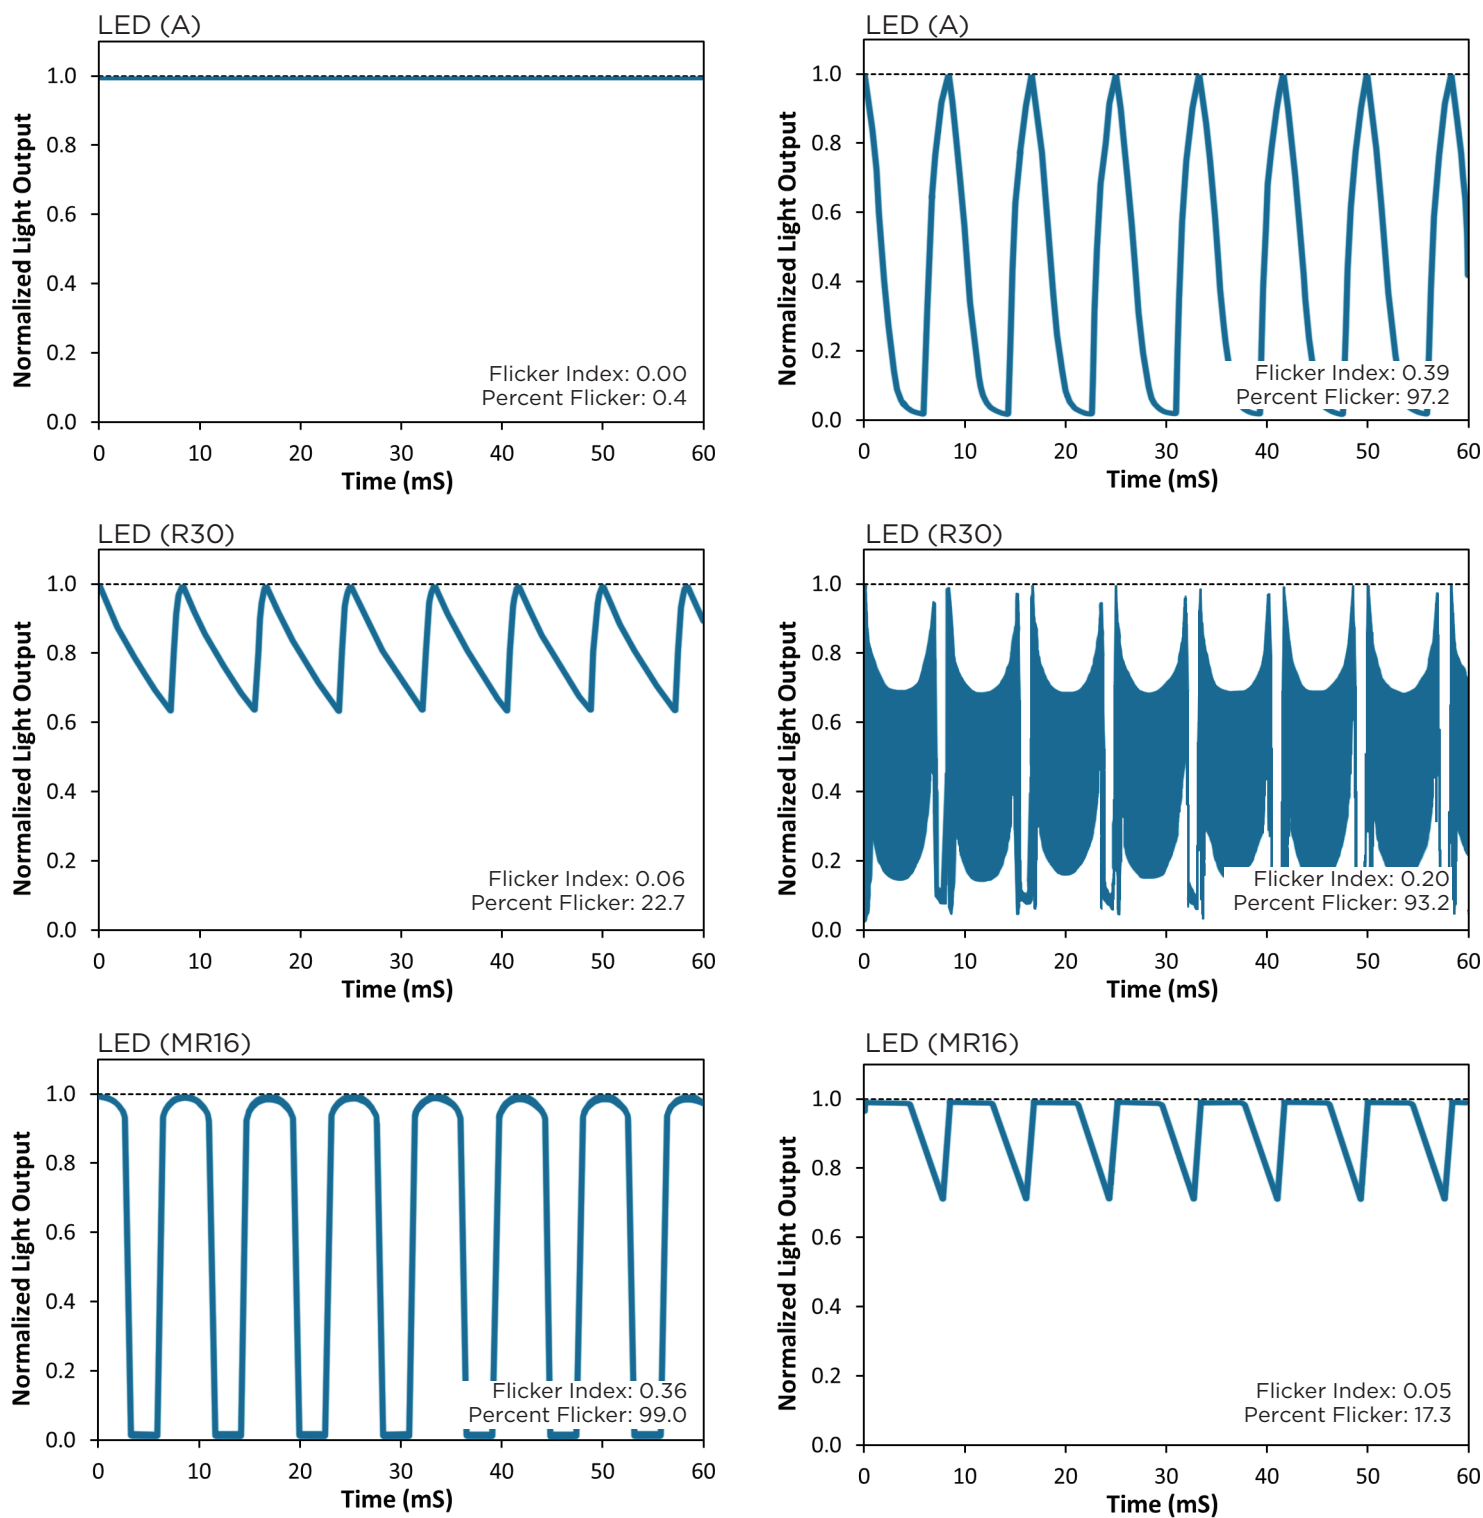 LED (A)
1.0
0.8
0.6
0.4
0.2
0.0
Normalized Light Output
Flicker Index: 0.00
Percent Flicker: 0.4
0 10 20 30 40 50 60
Time (mS)
LED (A)
1.0
0.8
0.6
0.4
0.2
0.0
Normalized Light Output
Flicker Index: 0.39
Percent Flicker: 97.2
0 10 20 30 40 50 60
Time (mS)
LED (R30)
1.0
0.8
0.6
0.4
0.2
0.0
Normalized Light Output
Flicker Index: 0.06
Percent Flicker: 22.7
0 10 20 30 40 50 60
Time (mS)
LED (R30)
1.0
0.8
0.6
0.4
0.2
0.0
Normalized Light Output
Flicker Index: 0.20
Percent Flicker: 93.2
0 10 20 30 40 50 60
Time (mS)
LED (MR16)
1.0
0.8
0.6
0.4
0.2
0.0
Normalized Light Output
Flicker Index: 0.36
Percent Flicker: 99.0
0 10 20 30 40 50 60
Time (mS)
LED (MR16)
1.0
0.8
0.6
0.4
0.2
0.0
Normalized Light Output
Flicker Index: 0.05
Percent Flicker: 17.3
0 10 20 30 40 50 60
Time (mS)